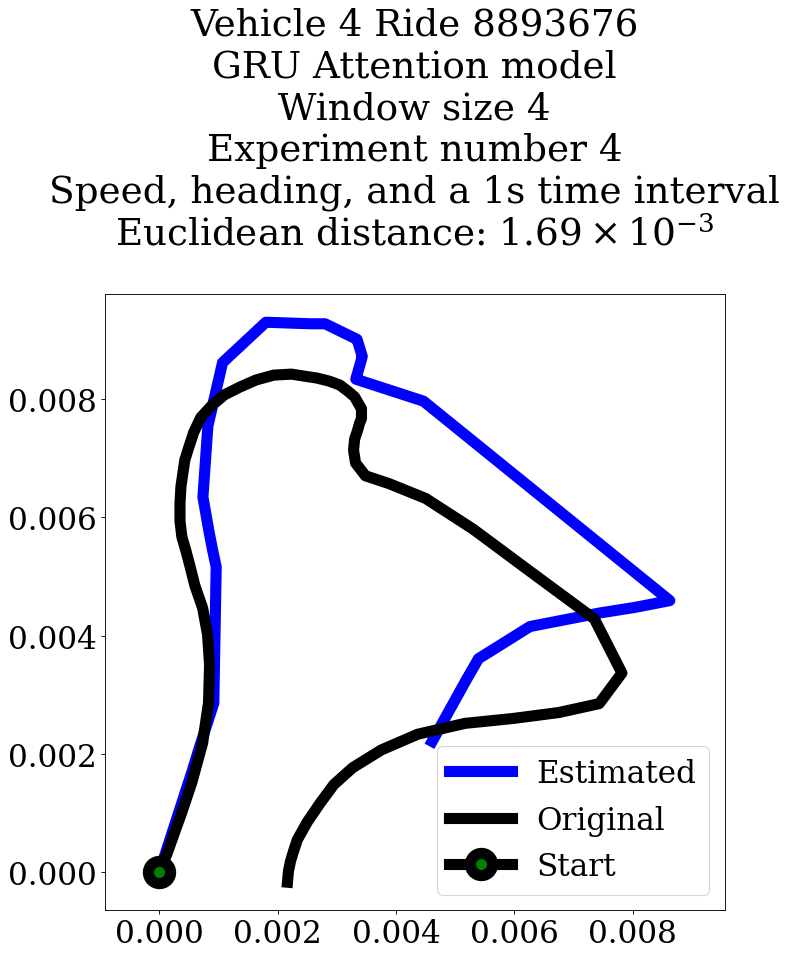 Vehicle 4 Ride 8893676
GRU Attention model
Window size 4
Experiment number 4
Speed, heading, and a 1s time interval
Euclidean distance: 1.69 × 10⁻³
0.008
0.006
0.004
0.002
0.000
0.000 0.002 0.004 0.006 0.008
Estimated
Original
Start